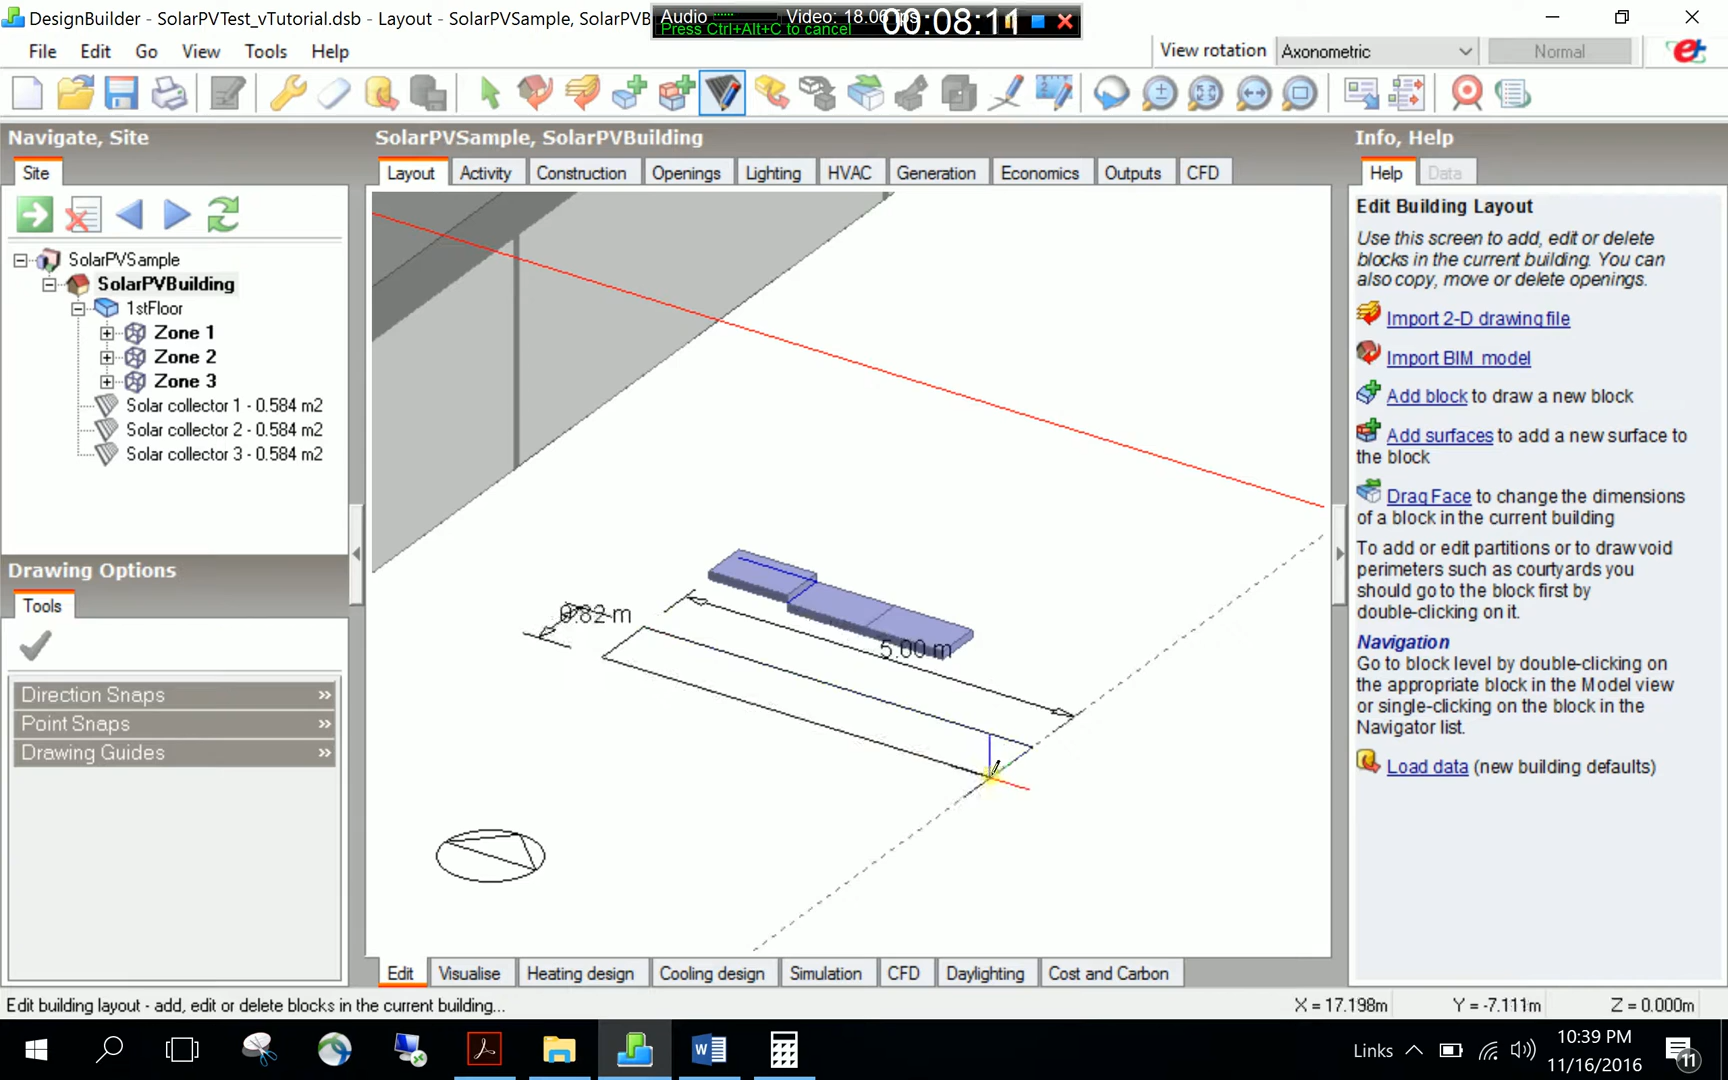 DesignBuilder - SolarPVTest_vTutorial.dsb - Layout - SolarPVSample, SolarPVB
Audio Video: 18.06 fps 00:08:11
Press Ctrl+Alt+C to cancel
File Edit Go View Tools Help
View rotation Axonometric Normal
Navigate, Site
Site
SolarPVSample
SolarPVBuilding
1stFloor
Zone 1
Zone 2
Zone 3
Solar collector 1 - 0.584 m2
Solar collector 2 - 0.584 m2
Solar collector 3 - 0.584 m2
Drawing Options
Tools
Direction Snaps »
Point Snaps »
Drawing Guides »
SolarPVSample, SolarPVBuilding
Layout Activity Construction Openings Lighting HVAC Generation Economics Outputs CFD
0.82 m
5.00 m
Edit Visualise Heating design Cooling design Simulation CFD Daylighting Cost and Carbon
Info, Help
Help Data
Edit Building Layout
Use this screen to add, edit or delete
blocks in the current building. You can
also copy, move or delete openings.
Import 2-D drawing file
Import BIM model
Add block to draw a new block
Add surfaces to add a new surface to
the block
Drag Face to change the dimensions
of a block in the current building
To add or edit partitions or to draw void
perimeters such as courtyards you
should go to the block first by
double-clicking on it.
Navigation
Go to block level by double-clicking on
the appropriate block in the Model view
or single-clicking on the block in the
Navigator list.
Load data (new building defaults)
Edit building layout - add, edit or delete blocks in the current building...
X = 17.198m Y = -7.111m Z = 0.000m
Links 10:39 PM
11/16/2016
11